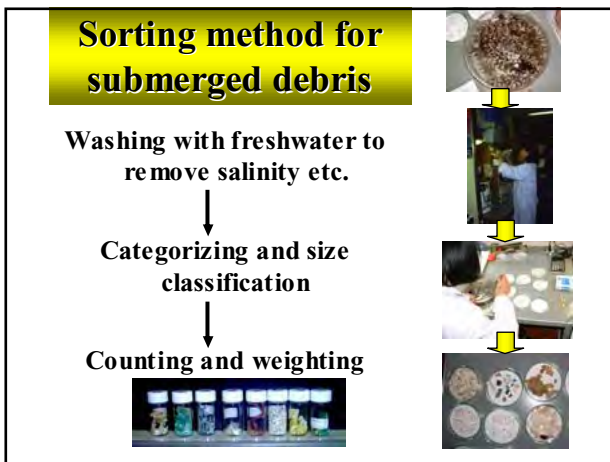 Sorting method for
submerged debris
Washing with freshwater to
remove salinity etc.
Categorizing and size
classification
Counting and weighting